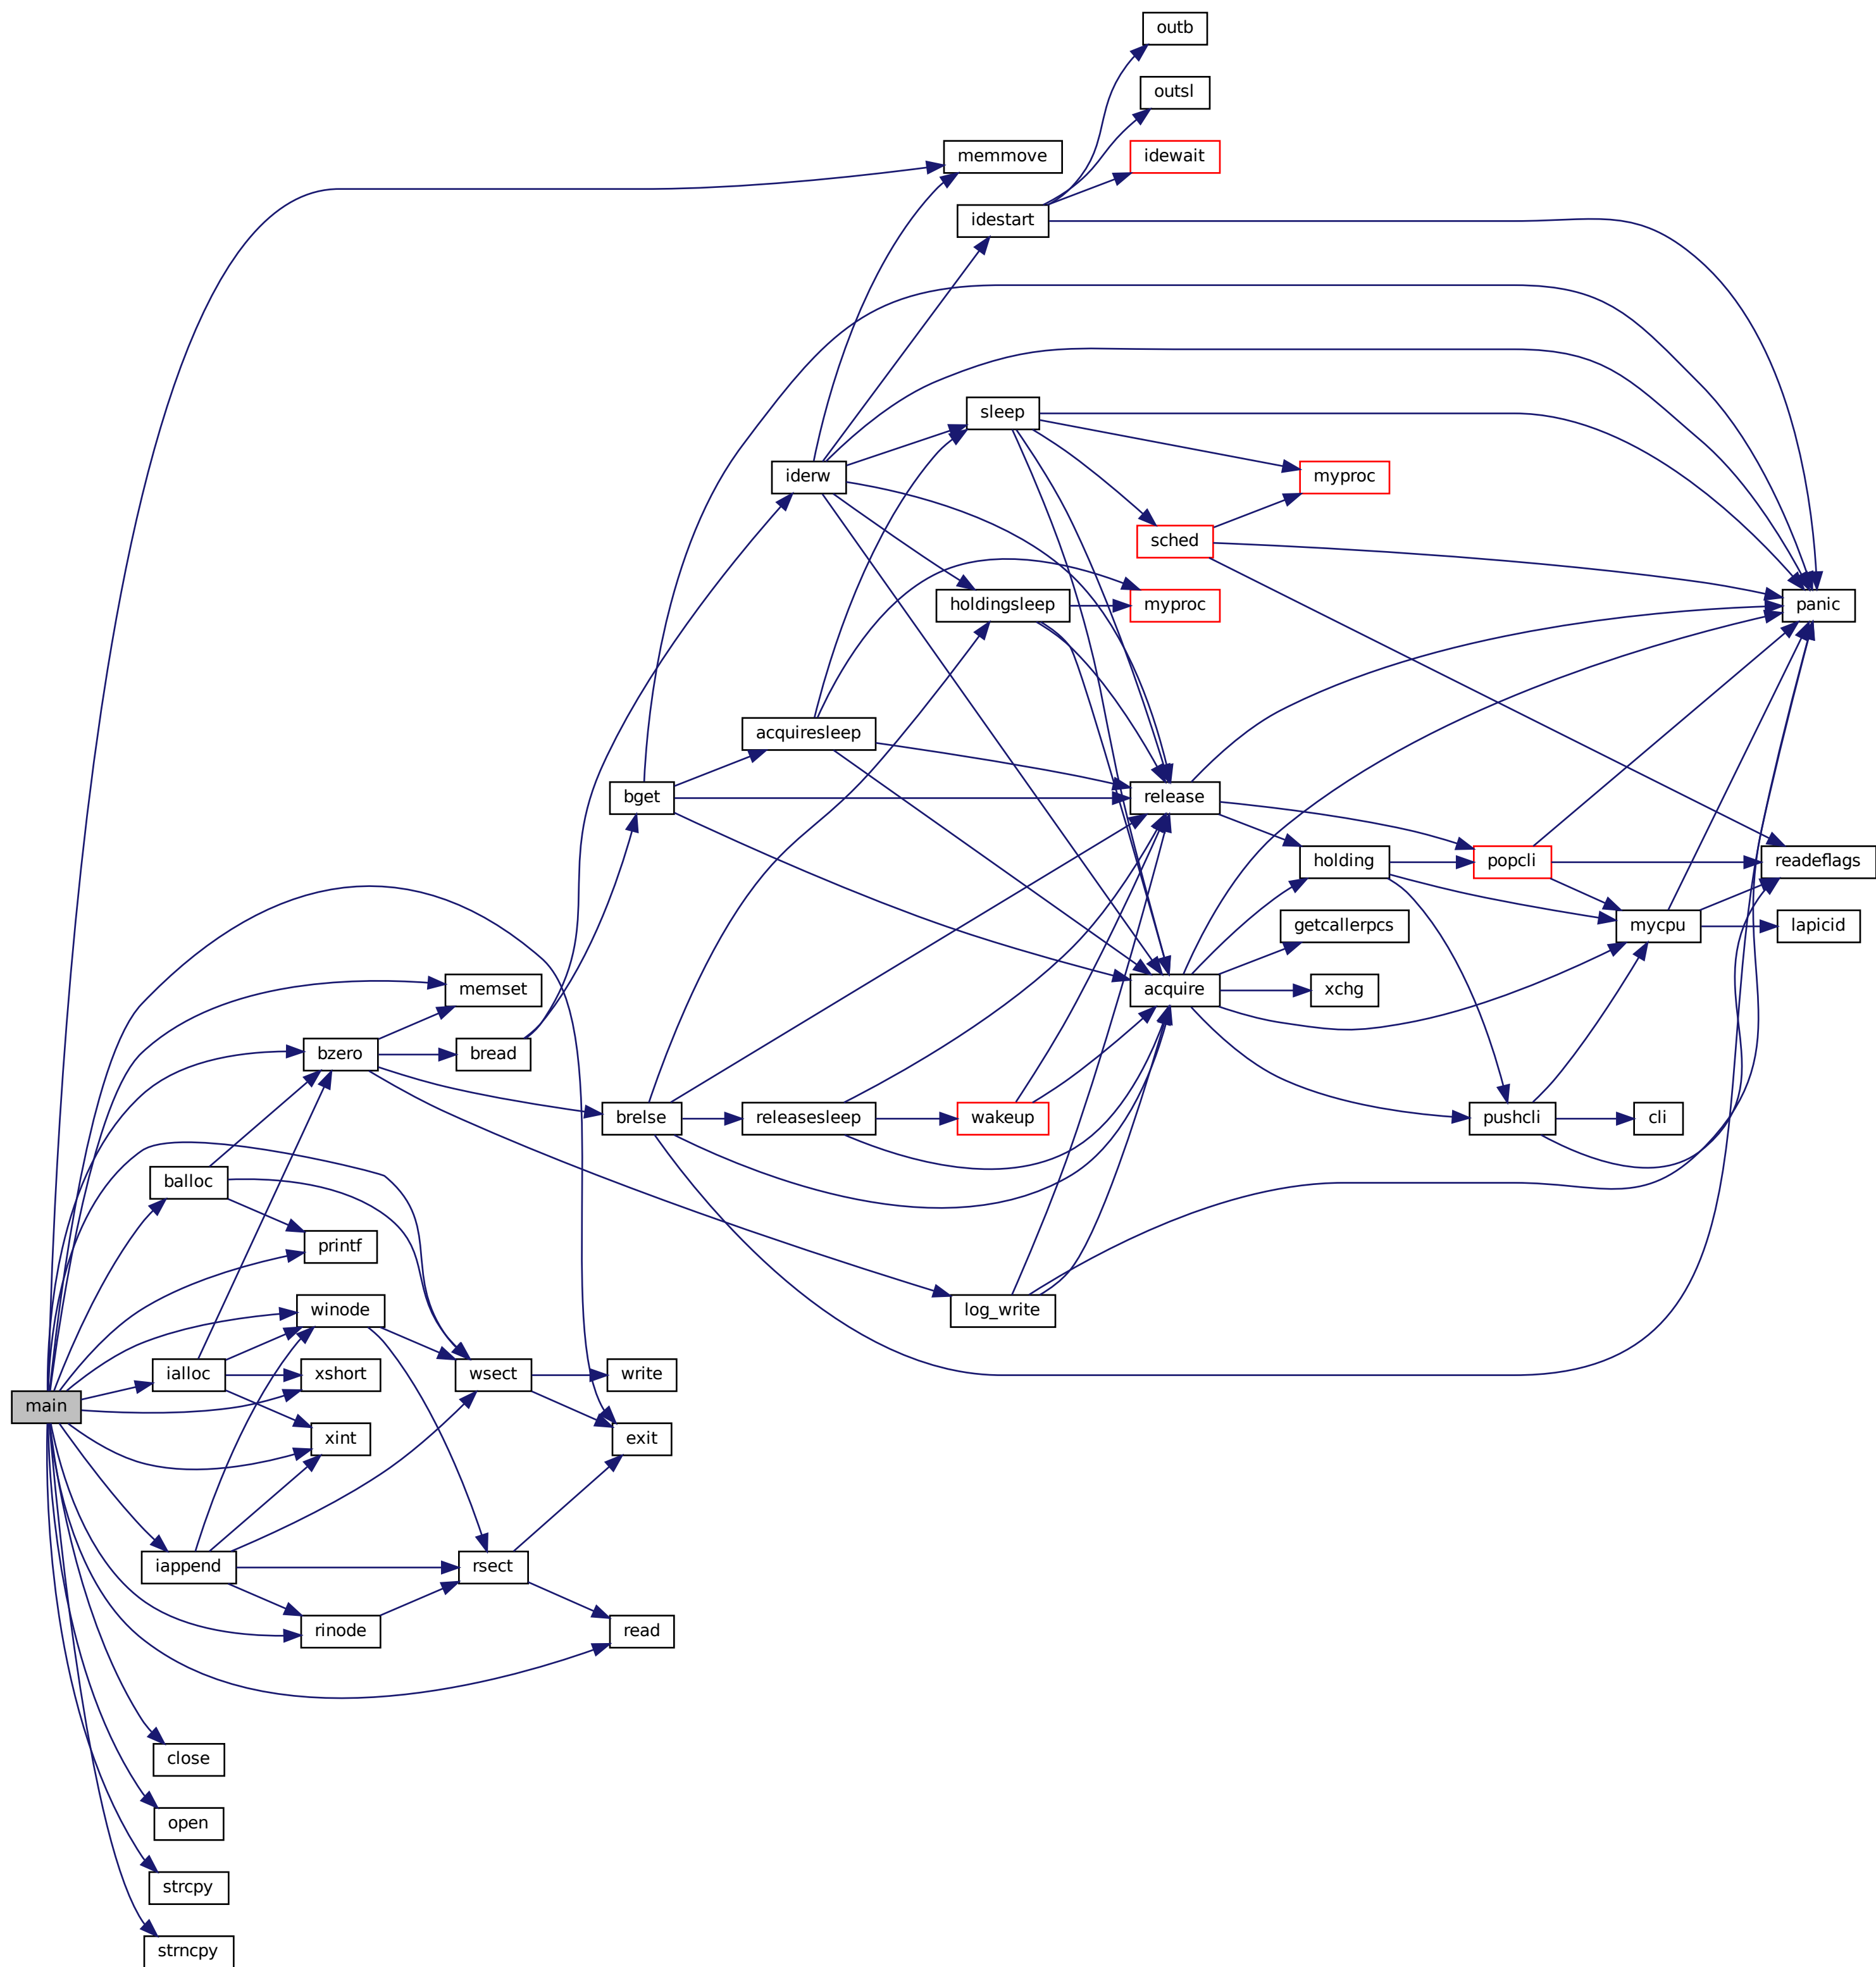 outb
outsl
memmove
idewait
idestart
sleep
iderw
myproc
sched
holdingsleep
myproc
panic
acquiresleep
bget
release
holding
popcli
readeflags
getcallerpcs
mycpu
lapicid
memset
acquire
xchg
bzero
bread
brelse
releasesleep
wakeup
pushcli
cli
balloc
printf
winode
log_write
ialloc
xshort
wsect
write
main
xint
exit
iappend
rsect
rinode
read
close
open
strcpy
strncpy